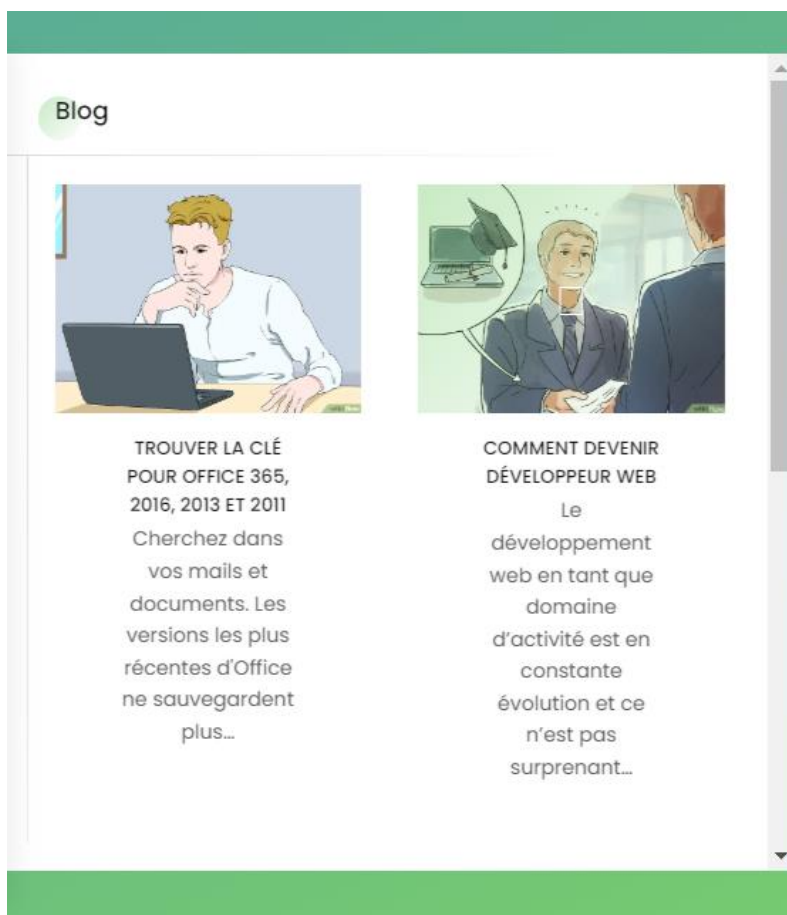 Blog
TROUVER LA CLÉ
POUR OFFICE 365,
2016, 2013 ET 2011
Cherchez dans
vos mails et
documents. Les
versions les plus
récentes d'Office
ne sauvegardent
plus...
COMMENT DEVENIR
DÉVELOPPEUR WEB
Le
développement
web en tant que
domaine
d’activité est en
constante
évolution et ce
n’est pas
surprenant...